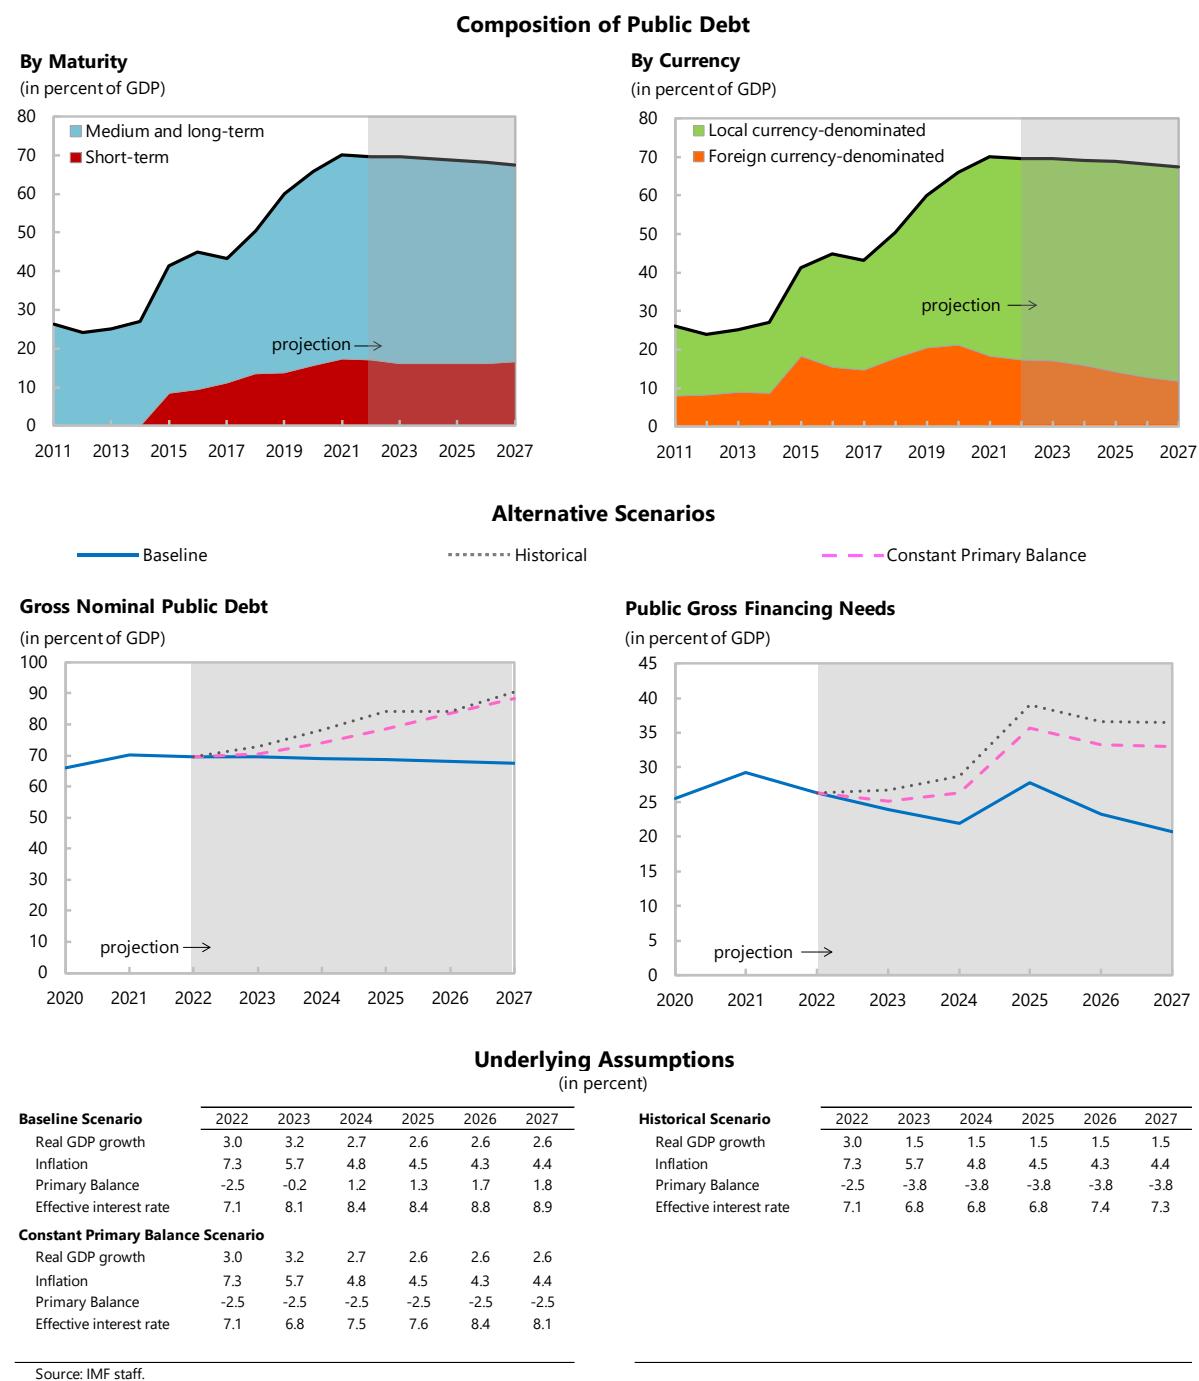 Composition of Public Debt
By Maturity
(in percent of GDP)
80
70
60
50
40
30
20
10
0
Medium and long-term
Short-term
projection
2011 2013 2015 2017 2019 2021 2023 2025 2027
By Currency
(in percent of GDP)
80
70
60
50
40
30
20
10
0
Local currency-denominated
Foreign currency-denominated
projection
2011 2013 2015 2017 2019 2021 2023 2025 2027
Alternative Scenarios
Baseline Historical Constant Primary Balance
Gross Nominal Public Debt
(in percent of GDP)
100
90
80
70
60
50
40
30
20
10
0
projection
2020 2021 2022 2023 2024 2025 2026 2027
Public Gross Financing Needs
(in percent of GDP)
45
40
35
30
25
20
15
10
5
0
projection
2020 2021 2022 2023 2024 2025 2026 2027
Underlying Assumptions
(in percent)
Baseline Scenario 2022 2023 2024 2025 2026 2027
Real GDP growth 3.0 3.2 2.7 2.6 2.6 2.6
Inflation 7.3 5.7 4.8 4.5 4.3 4.4
Primary Balance -2.5 -0.2 1.2 1.3 1.7 1.8
Effective interest rate 7.1 8.1 8.4 8.4 8.8 8.9
Constant Primary Balance Scenario
Real GDP growth 3.0 3.2 2.7 2.6 2.6 2.6
Inflation 7.3 5.7 4.8 4.5 4.3 4.4
Primary Balance -2.5 -2.5 -2.5 -2.5 -2.5 -2.5
Effective interest rate 7.1 6.8 7.5 7.6 8.4 8.1
Historical Scenario 2022 2023 2024 2025 2026 2027
Real GDP growth 3.0 1.5 1.5 1.5 1.5 1.5
Inflation 7.3 5.7 4.8 4.5 4.3 4.4
Primary Balance -2.5 -3.8 -3.8 -3.8 -3.8 -3.8
Effective interest rate 7.1 6.8 6.8 6.8 7.4 7.3
Source: IMF staff.